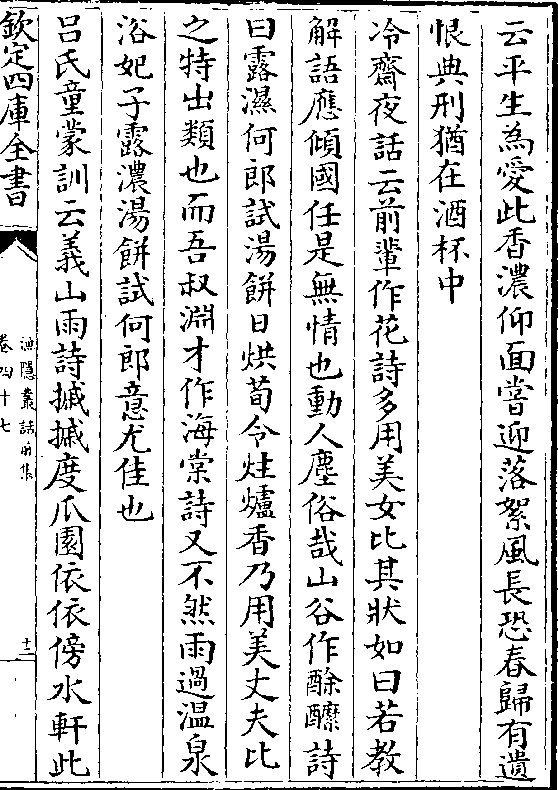 云平生為愛此香濃仰面嘗迎落絮風長恐春歸有遺
恨典刑猶在酒杯中
冷齋夜話云前輩作花詩多用美女比其狀如曰若教
解語應傾國任是無情也動人塵俗哉山谷作酴醿詩
曰露濕何郎試湯餅日烘荀令炷爐香乃用美丈夫比
之特出類也而吾叔淵才作海棠詩又不然雨過溫泉
浴妃子露濃湯餅試何郎意尤佳也
呂氏童蒙訓云義山雨詩摵摵度瓜園依依傍水軒此
欽定四庫全書
漁隱叢話前集
卷四十七
十二